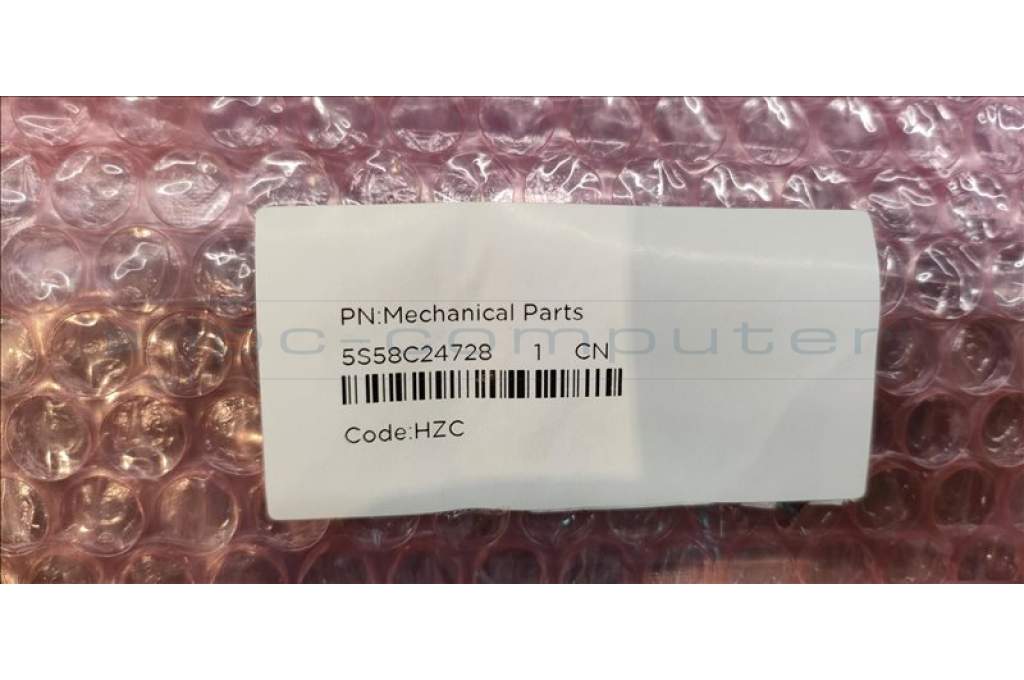 PN:Mechanical Parts
5S58C24728 1 CN
Code:HZC